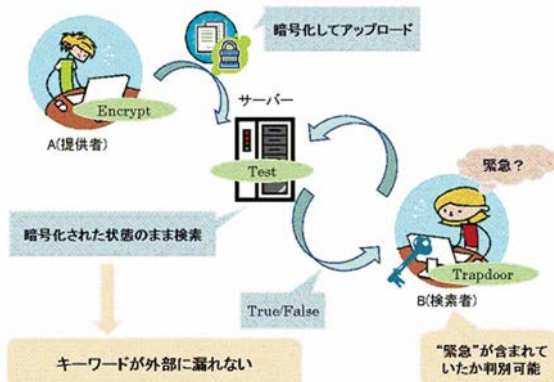 暗号化してアップロード
Encrypt
サーバー
A(提供者)
Test
緊急？
暗号化された状態のまま検索
Trapdoor
True/False
B(検索者)
キーワードが外部に漏れない
“緊急”が含まれて
いたか判別可能